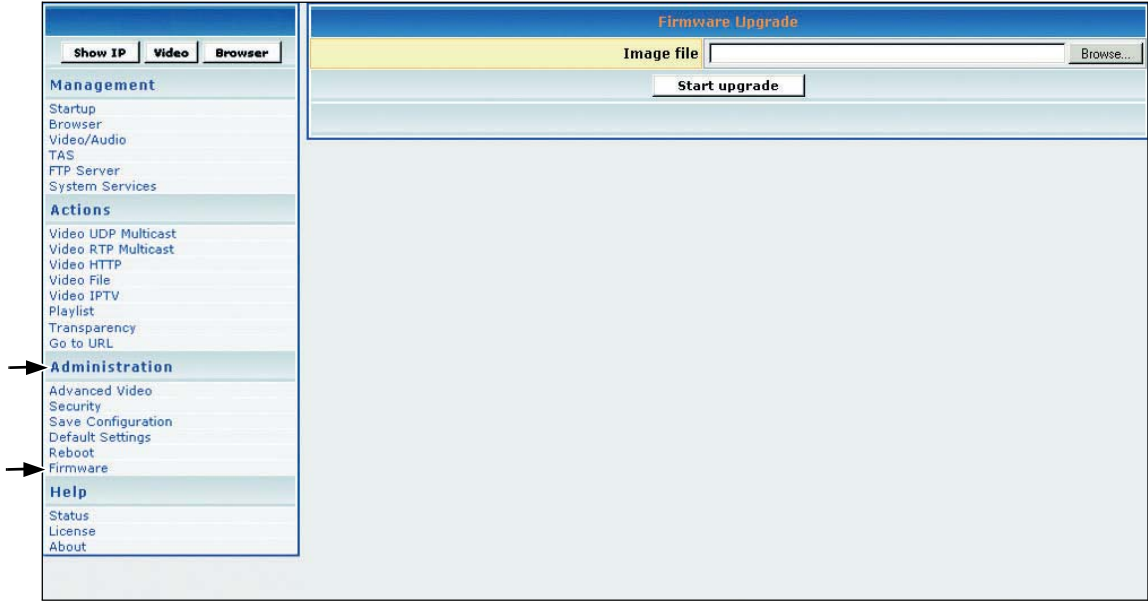 Show IP Video Browser
Management
Startup
Browser
Video/Audio
TAS
FTP Server
System Services
Actions
Video UDP Multicast
Video RTP Multicast
Video HTTP
Video File
Video IPTV
Playlist
Transparency
Go to URL
Administration
Advanced Video
Security
Save Configuration
Default Settings
Reboot
Firmware
Help
Status
License
About
Firmware Upgrade
Image file Browse...
Start upgrade